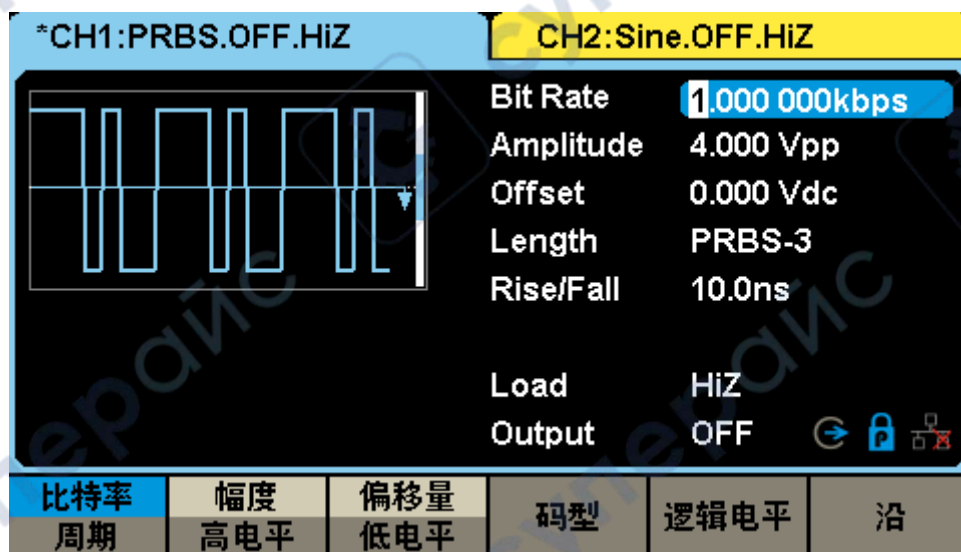 *CH1:PRBS.OFF.HiZ
CH2:Sine.OFF.HiZ
Bit Rate 1.000 000kbps
Amplitude 4.000 Vpp
Offset 0.000 Vdc
Length PRBS-3
Rise/Fall 10.0ns
Load HiZ
Output OFF
比特率 幅度 偏移量
码型 逻辑电平 沿
周期 高电平 低电平